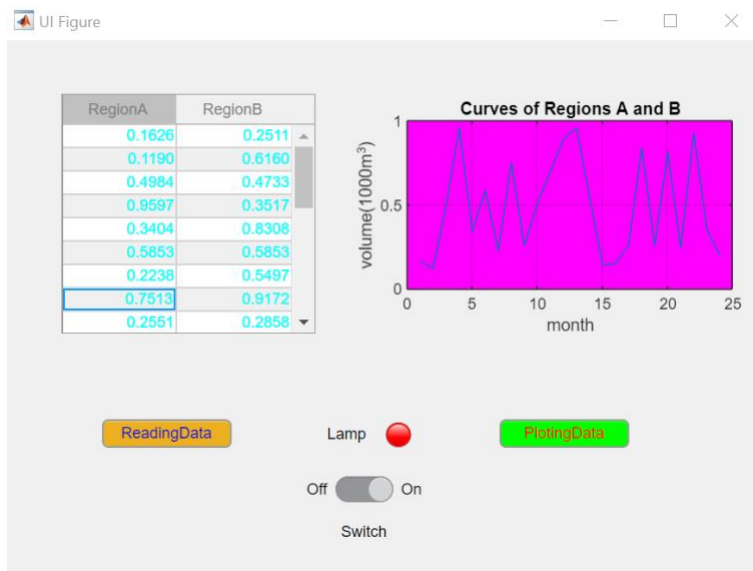 UI Figure
RegionA RegionB
0.1626 0.2511
0.1190 0.6160
0.4984 0.4733
0.9597 0.3517
0.3404 0.8308
0.5853 0.5853
0.2238 0.5497
0.7513 0.9172
0.2551 0.2858
Curves of Regions A and B
volume(1000m³)
1
0.5
0
0 5 10 15 20 25
month
ReadingData
Lamp
PlotingData
Off On
Switch